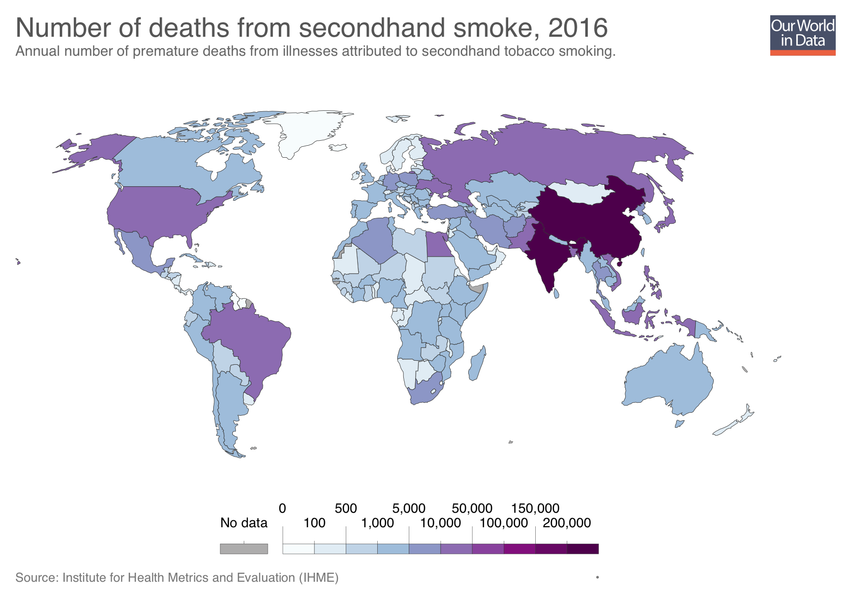 Number of deaths from secondhand smoke, 2016
Annual number of premature deaths from illnesses attributed to secondhand tobacco smoking.
Our World
in Data
0 500 5,000 50,000 150,000
No data 100 1,000 10,000 100,000 200,000
Source: Institute for Health Metrics and Evaluation (IHME)